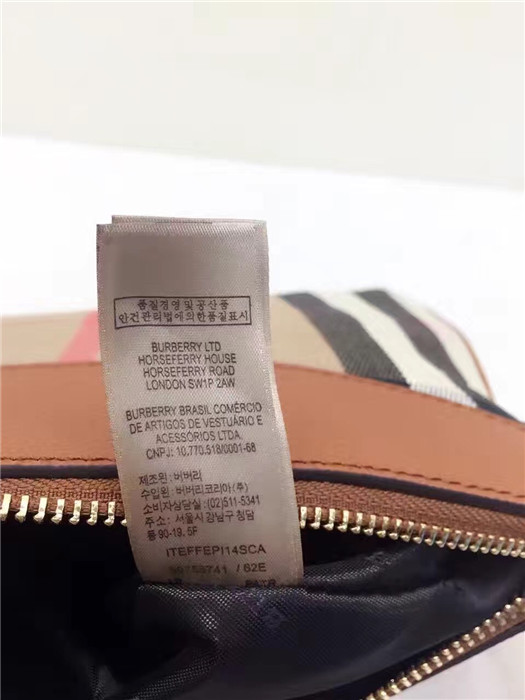 품질경영및공산품
안전관리법에의한품질표시
BURBERRY LTD
HORSEFERRY HOUSE
HORSEFERRY ROAD
LONDON SW1P 2AW
BURBERRY BRASIL COMÉRCIO
DE ARTIGOS DE VESTUÁRIO E
ACESSÓRIOS LTDA.
CNPJ: 10.770.518/0001-68
제조원: 버버리
수입원: 버버리코리아(주)
소비자상담실: (02)511-5341
주소: 서울시강남구청담
동90-19, 5F
ITEFFEPI14SCA
/ 62E